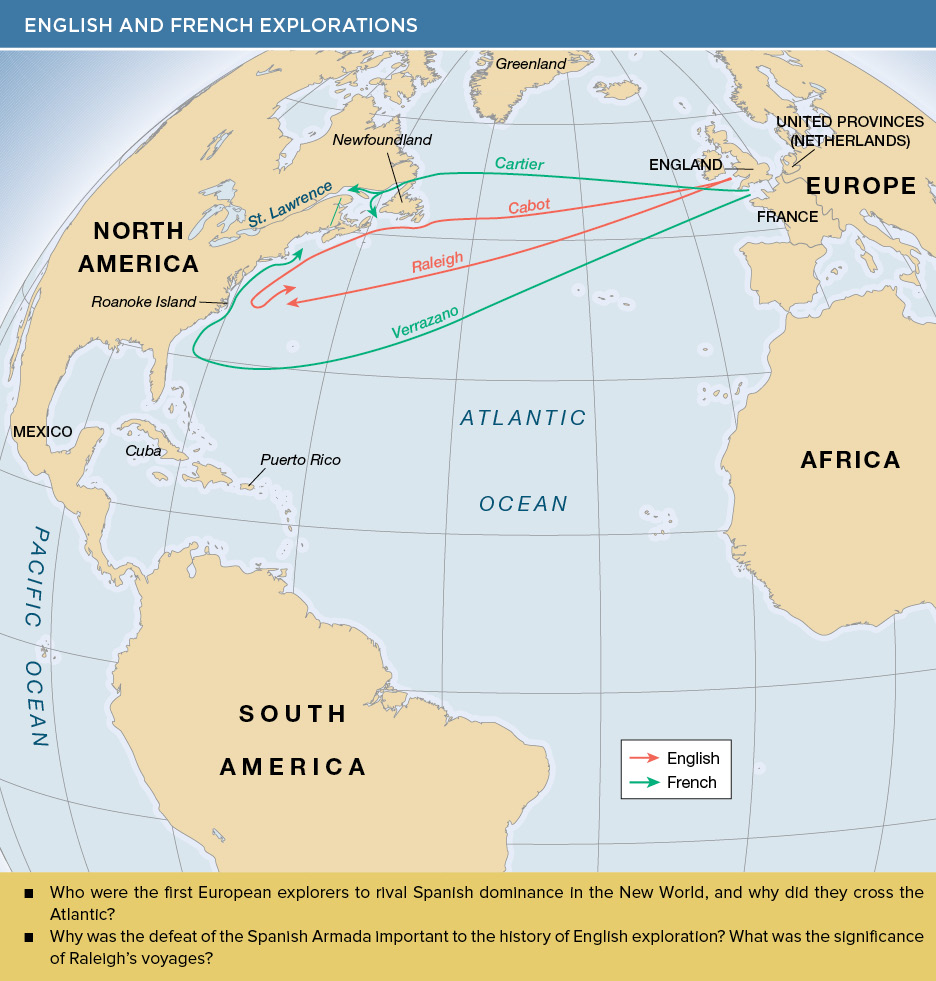 ENGLISH AND FRENCH EXPLORATIONS
Greenland
UNITED PROVINCES
(NETHERLANDS)
Newfoundland
Cartier
ENGLAND
EUROPE
St. Lawrence
Cabot
FRANCE
NORTH
AMERICA
Raleigh
Roanoke Island
Verrazano
ATLANTIC
MEXICO
Cuba
Puerto Rico
AFRICA
OCEAN
PACIFIC OCEAN
SOUTH
AMERICA
English
French
■ Who were the first European explorers to rival Spanish dominance in the New World, and why did they cross the
Atlantic?
■ Why was the defeat of the Spanish Armada important to the history of English exploration? What was the significance
of Raleigh’s voyages?